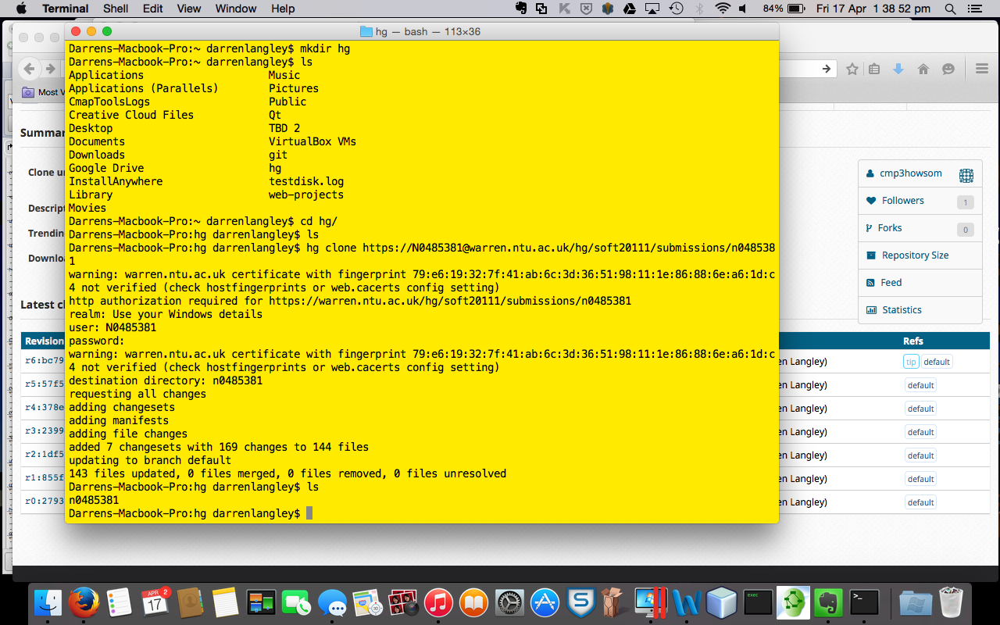 Terminal Shell Edit View Window Help 84% Fri 17 Apr 1 38 52 pm
hg — bash — 113×36
Darrens-Macbook-Pro:~ darrenlangley$ mkdir hg
Darrens-Macbook-Pro:~ darrenlangley$ ls
Applications Music
Applications (Parallels) Pictures
CmapToolsLogs Public
Creative Cloud Files Qt
Desktop TBD 2
Documents VirtualBox VMs
Downloads git
Google Drive hg
InstallAnywhere testdisk.log
Library web-projects
Movies
Darrens-Macbook-Pro:~ darrenlangley$ cd hg/
Darrens-Macbook-Pro:hg darrenlangley$ ls
Darrens-Macbook-Pro:hg darrenlangley$ hg clone https://N0485381@warren.ntu.ac.uk/hg/soft20111/submissions/n048538
1
warning: warren.ntu.ac.uk certificate with fingerprint 79:e6:19:32:7f:41:ab:6c:3d:36:51:98:11:1e:86:88:6e:a6:1d:c
4 not verified (check hostfingerprints or web.cacerts config setting)
http authorization required for https://warren.ntu.ac.uk/hg/soft20111/submissions/n0485381
realm: Use your Windows details
user: N0485381
password:
warning: warren.ntu.ac.uk certificate with fingerprint 79:e6:19:32:7f:41:ab:6c:3d:36:51:98:11:1e:86:88:6e:a6:1d:c
4 not verified (check hostfingerprints or web.cacerts config setting)
destination directory: n0485381
requesting all changes
adding changesets
adding manifests
adding file changes
added 7 changesets with 169 changes to 144 files
updating to branch default
143 files updated, 0 files merged, 0 files removed, 0 files unresolved
Darrens-Macbook-Pro:hg darrenlangley$ ls
n0485381
Darrens-Macbook-Pro:hg darrenlangley$
Most V
Summar
Clone ur
Descript
Trending
Downloa
Latest ch
Revision
r6:bc79
r5:57f5
r4:378e
r3:2399
r2:1df5
r1:855f
r0:2793
cmp3howsom
Followers 1
Forks 0
Repository Size
Feed
Statistics
Refs
en Langley) tip default
en Langley) default
en Langley) default
en Langley) default
en Langley) default
en Langley) default
en Langley) default
APR 2
17
30
exec
>_